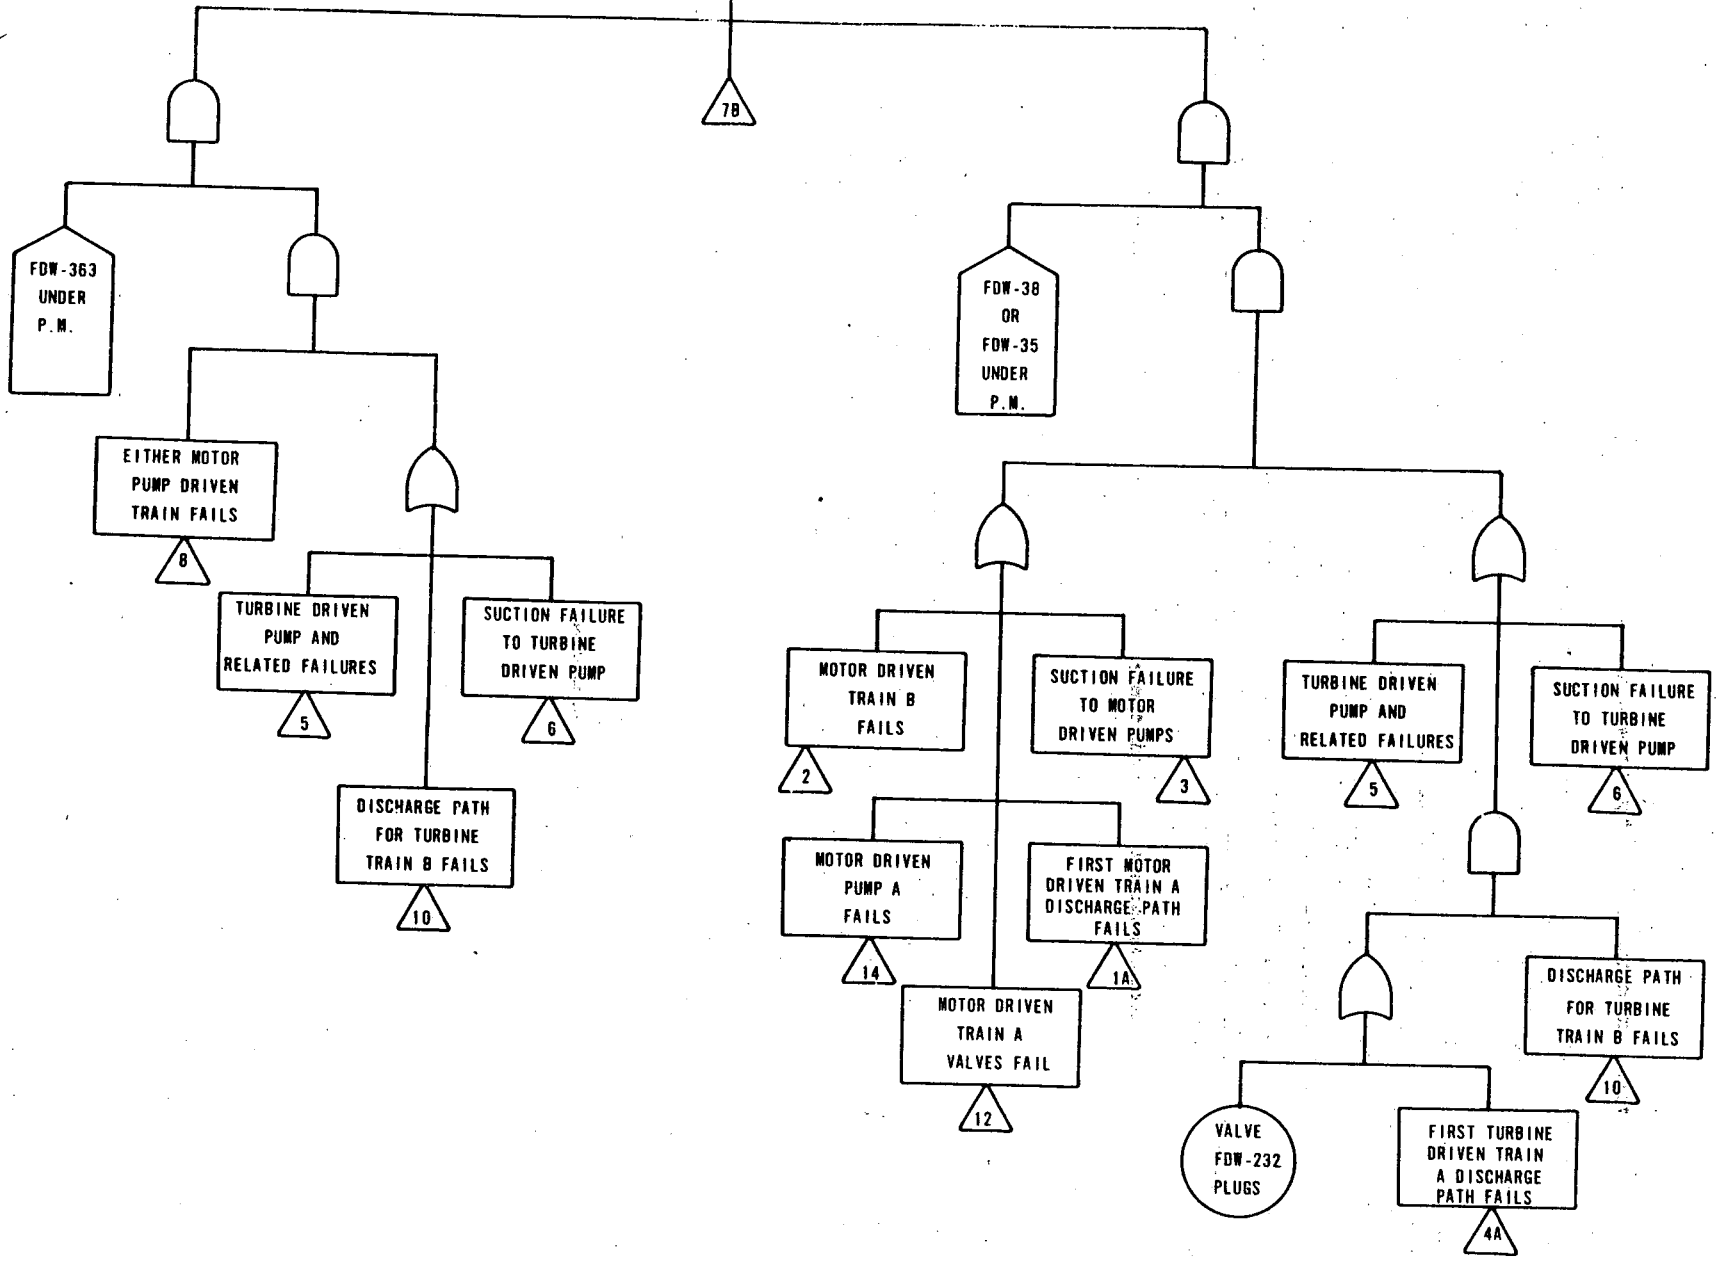 7B
FDW-363
UNDER
P.M.
FDW-38
OR
FDW-35
UNDER
P.M.
EITHER MOTOR
PUMP DRIVEN
TRAIN FAILS
8
TURBINE DRIVEN
PUMP AND
RELATED FAILURES
5
SUCTION FAILURE
TO TURBINE
DRIVEN PUMP
6
DISCHARGE PATH
FOR TURBINE
TRAIN B FAILS
10
MOTOR DRIVEN
TRAIN B
FAILS
2
SUCTION FAILURE
TO MOTOR
DRIVEN PUMPS
3
TURBINE DRIVEN
PUMP AND
RELATED FAILURES
5
SUCTION FAILURE
TO TURBINE
DRIVEN PUMP
6
MOTOR DRIVEN
PUMP A
FAILS
14
FIRST MOTOR
DRIVEN TRAIN A
DISCHARGE PATH
FAILS
1A
MOTOR DRIVEN
TRAIN A
VALVES FAIL
12
DISCHARGE PATH
FOR TURBINE
TRAIN B FAILS
10
VALVE
FDW-232
PLUGS
FIRST TURBINE
DRIVEN TRAIN
A DISCHARGE
PATH FAILS
4A